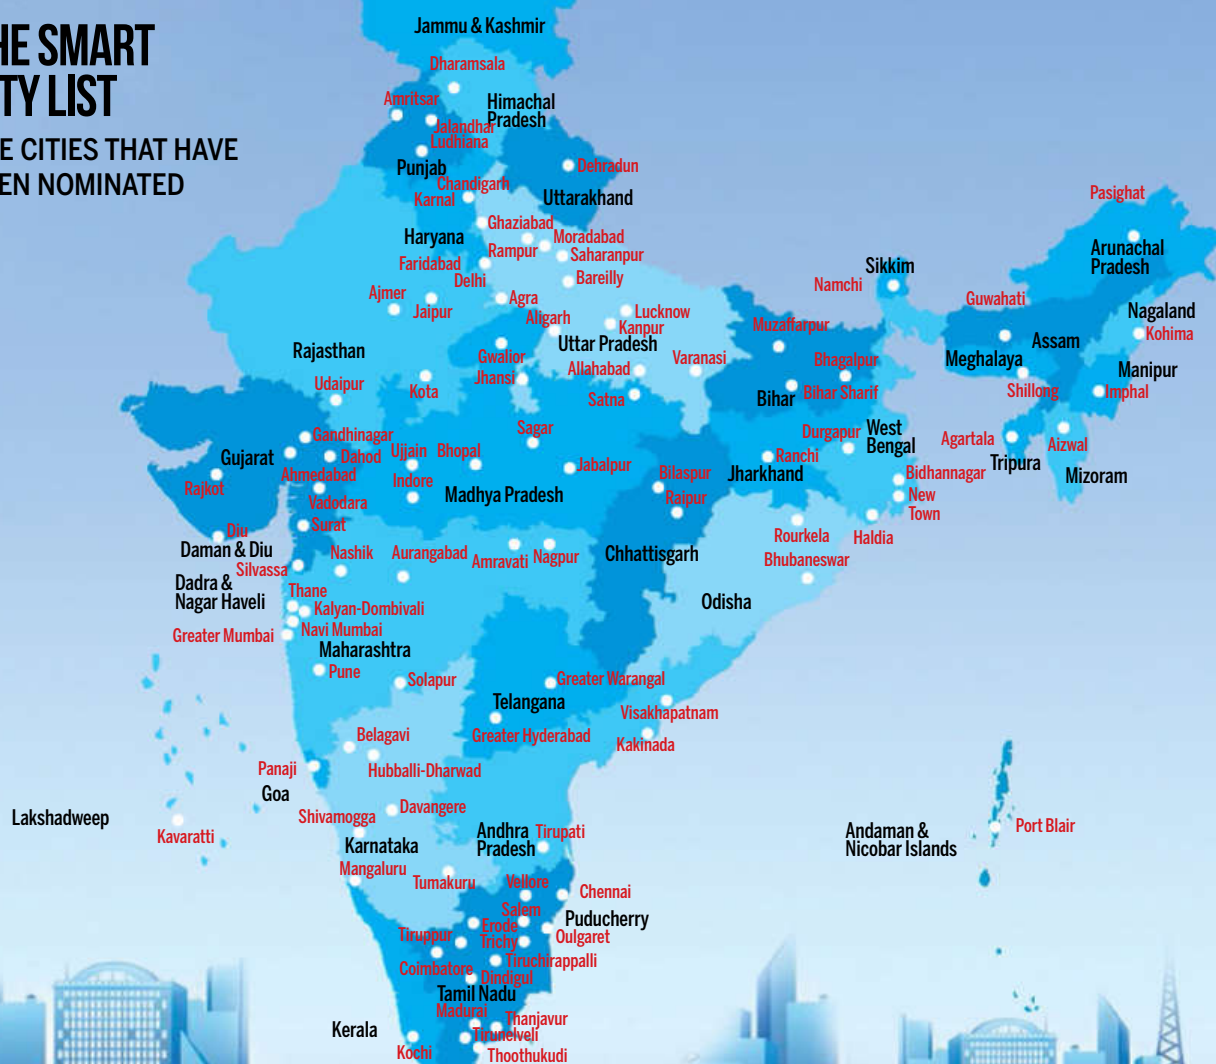 HE SMART
TY LIST
E CITIES THAT HAVE
EN NOMINATED
Jammu & Kashmir
Dharamsala
Amritsar
Himachal
Pradesh
Jalandhar
Ludhiana
Punjab
Dehradun
Chandigarh
Karnal
Uttarakhand
Pasighat
Ghaziabad
Haryana
Moradabad
Rampur
Saharanpur
Arunachal
Pradesh
Faridabad
Sikkim
Delhi
Bareilly
Namchi
Ajmer
Agra
Guwahati
Jaipur
Lucknow
Nagaland
Aligarh
Kanpur
Muzaffarpur
Kohima
Rajasthan
Uttar Pradesh
Assam
Gwalior
Varanasi
Bhagalpur
Meghalaya
Jhansi
Allahabad
Manipur
Udaipur
Kota
Satna
Bihar
Bihar Sharif
Shillong
Imphal
Gandhinagar
Sagar
Durgapur
West
Bengal
Agartala
Aizwal
Gujarat
Dahod
Ujjain
Bhopal
Ranchi
Tripura
Ahmedabad
Jabalpur
Bilaspur
Jharkhand
Bidhannagar
Mizoram
Rajkot
Indore
Vadodara
Madhya Pradesh
Raipur
New
Town
Diu
Surat
Rourkela
Haldia
Daman & Diu
Nashik
Aurangabad
Amravati
Nagpur
Chhattisgarh
Bhubaneswar
Silvassa
Dadra &
Nagar Haveli
Thane
Kalyan-Dombivali
Odisha
Greater Mumbai
Navi Mumbai
Maharashtra
Pune
Solapur
Greater Warangal
Telangana
Visakhapatnam
Belagavi
Greater Hyderabad
Kakinada
Panaji
Hubballi-Dharwad
Goa
Lakshadweep
Shivamogga
Davangere
Kavaratti
Karnataka
Andhra
Pradesh
Tirupati
Andaman &
Nicobar Islands
Port Blair
Mangaluru
Tumakuru
Vellore
Chennai
Salem
Puducherry
Tiruppur
Erode
Trichy
Oulgaret
Coimbatore
Tiruchirappalli
Dindigul
Tamil Nadu
Madurai
Thanjavur
Kerala
Tirunelveli
Kochi
Thoothukudi